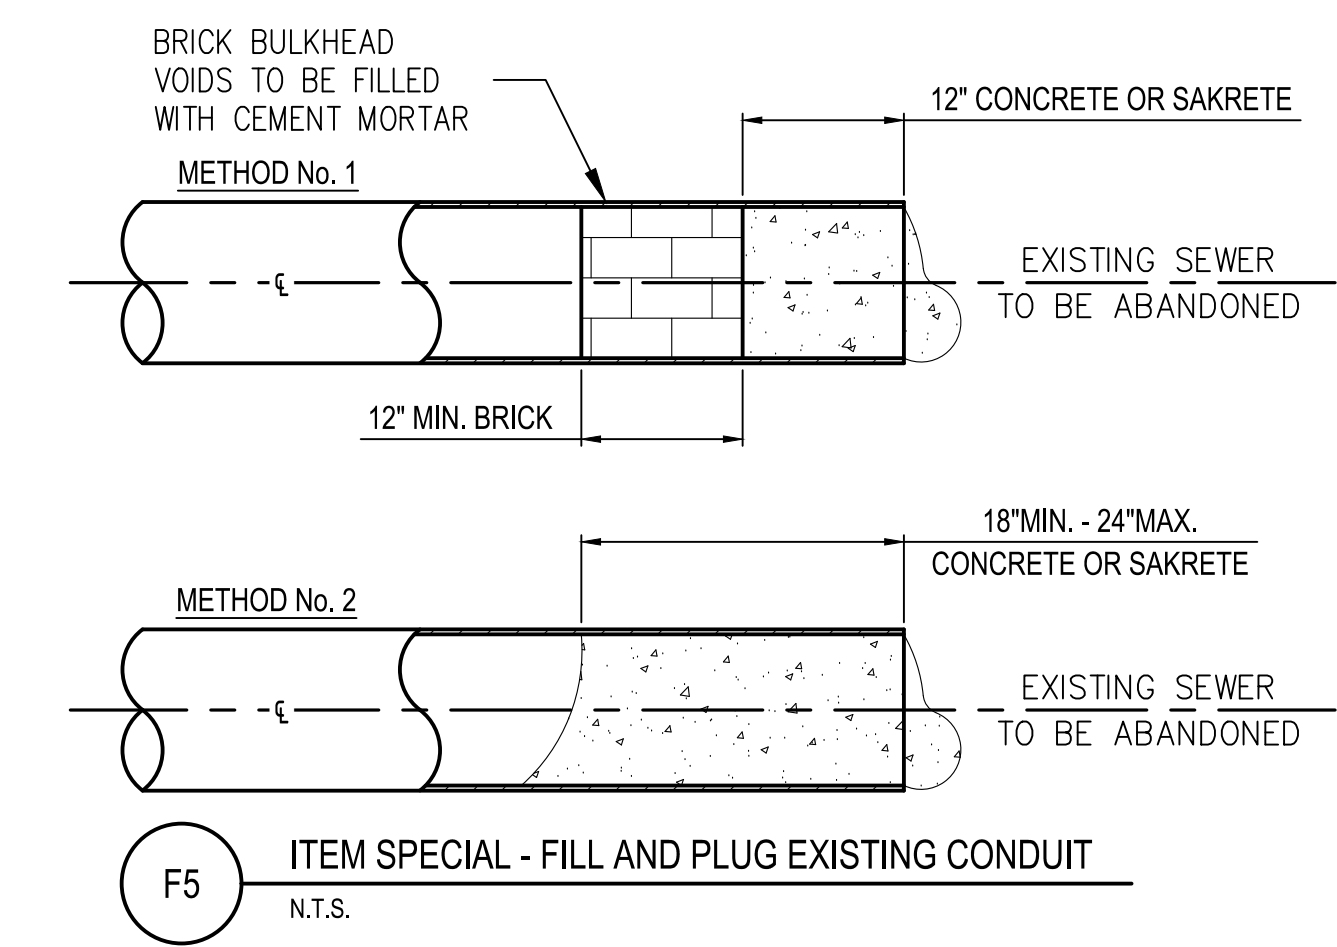 BRICK BULKHEAD
VOIDS TO BE FILLED
WITH CEMENT MORTAR
12" CONCRETE OR SAKRETE
METHOD No. 1
℄
EXISTING SEWER
TO BE ABANDONED
12" MIN. BRICK
18"MIN. - 24"MAX.
CONCRETE OR SAKRETE
METHOD No. 2
℄
EXISTING SEWER
TO BE ABANDONED
F5
ITEM SPECIAL - FILL AND PLUG EXISTING CONDUIT
N.T.S.